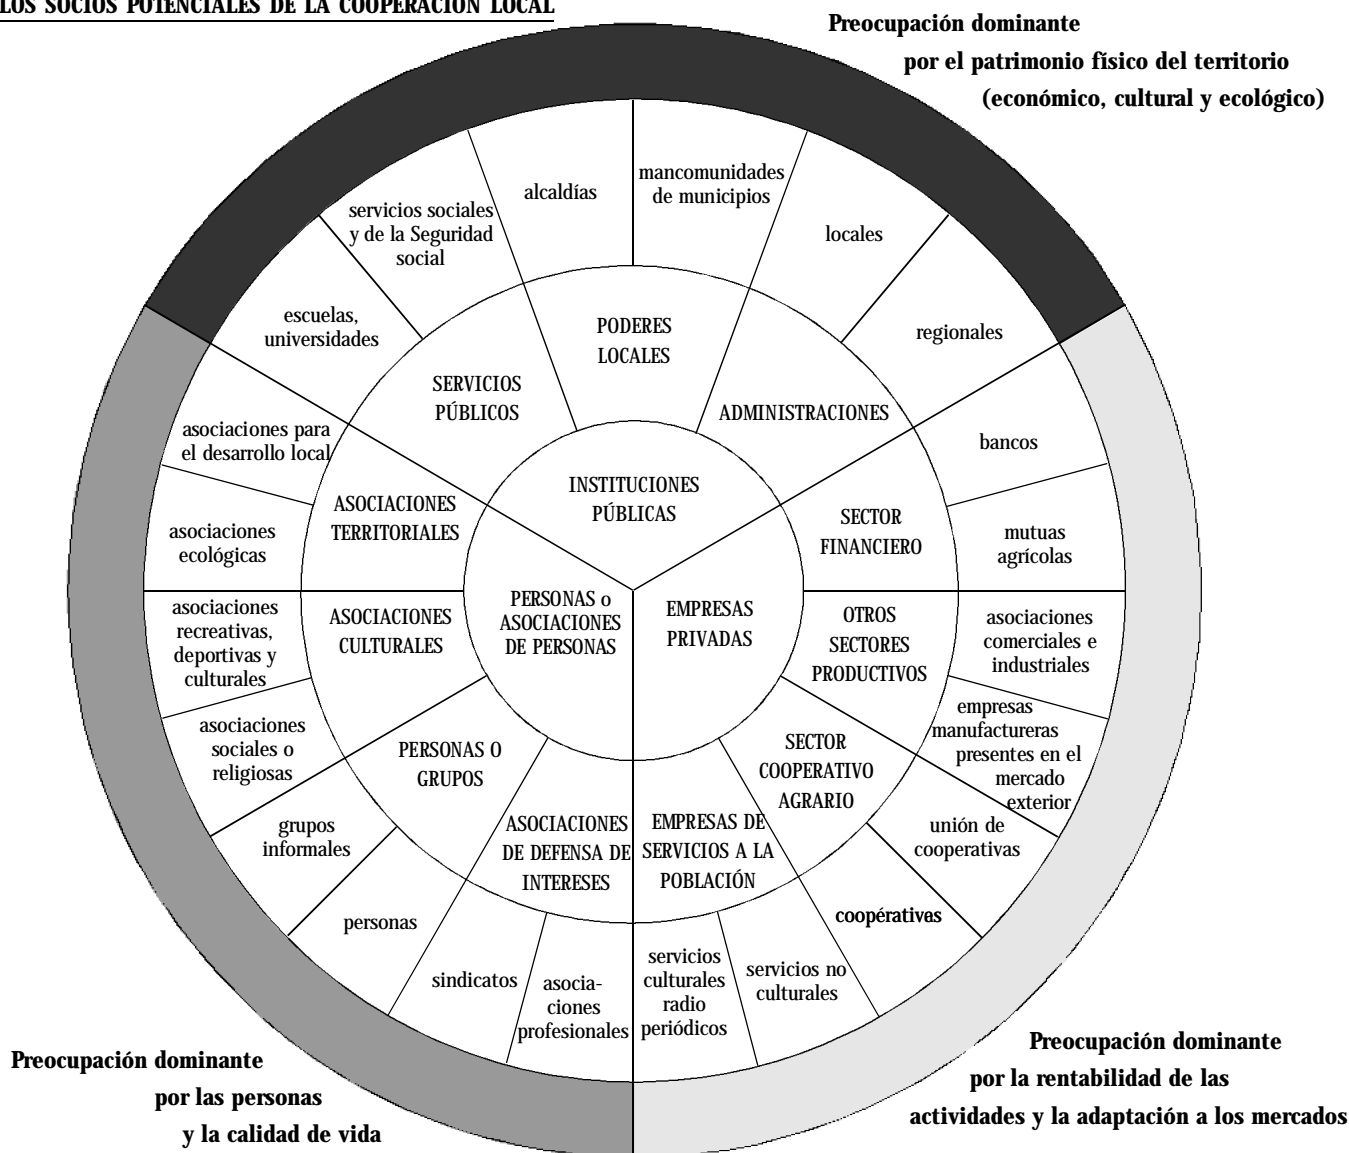 LOS SOCIOS POTENCIALES DE LA COOPERACIÓN LOCAL
Preocupación dominante
por el patrimonio físico del territorio
(económico, cultural y ecológico)
alcaldías
mancomunidades
de municipios
servicios sociales
y de la Seguridad
social
locales
escuelas,
universidades
regionales
PODERES
LOCALES
SERVICIOS
PÚBLICOS
ADMINISTRACIONES
asociaciones para
el desarrollo local
bancos
INSTITUCIONES
PÚBLICAS
ASOCIACIONES
TERRITORIALES
SECTOR
FINANCIERO
asociaciones
ecológicas
mutuas
agrícolas
PERSONAS o
ASOCIACIONES
DE PERSONAS
EMPRESAS
PRIVADAS
asociaciones
recreativas,
deportivas y
culturales
ASOCIACIONES
CULTURALES
OTROS
SECTORES
PRODUCTIVOS
asociaciones
comerciales e
industriales
asociaciones
sociales o
religiosas
PERSONAS O
GRUPOS
SECTOR
COOPERATIVO
AGRARIO
empresas
manufactureras
presentes en el
mercado
exterior
grupos
informales
ASOCIACIONES
DE DEFENSA DE
INTERESES
EMPRESAS DE
SERVICIOS A LA
POBLACIÓN
unión de
cooperativas
personas
coopérativas
sindicatos
asocia-
ciones
profesionales
servicios
culturales
radio
periódicos
servicios no
culturales
Preocupación dominante
por las personas
y la calidad de vida
Preocupación dominante
por la rentabilidad de las
actividades y la adaptación a los mercados